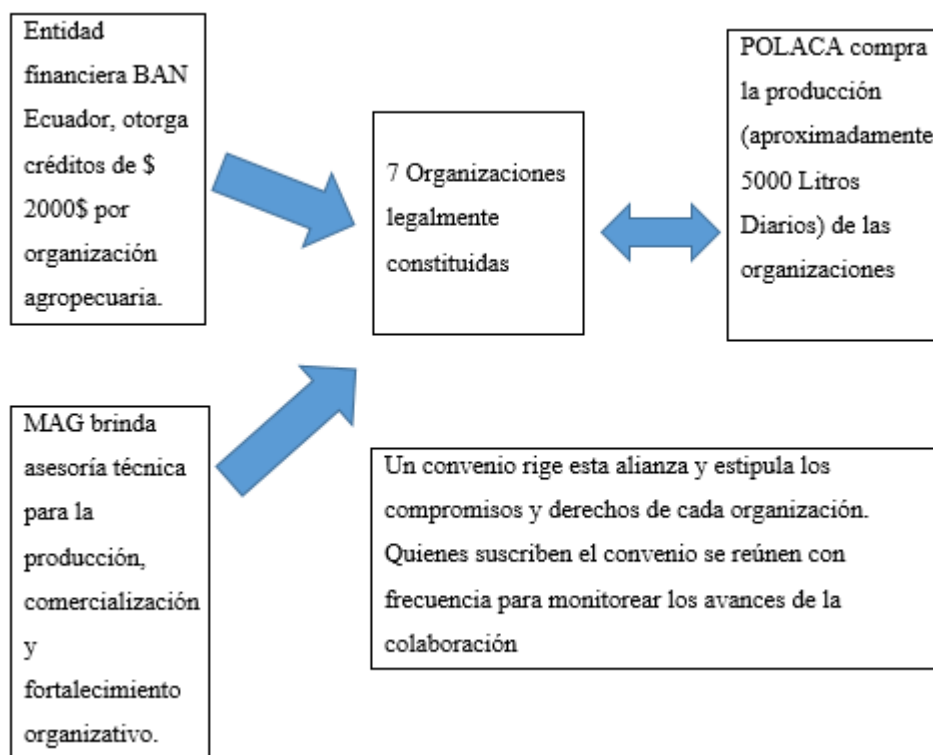 Entidad
financiera BAN
Ecuador, otorga
créditos de $
2000$ por
organización
agropecuaria.
7 Organizaciones
legalmente
constituidas
POLACA compra
la producción
(aproximadamente
5000 Litros
Diarios) de las
organizaciones
MAG brinda
asesoría técnica
para la
producción,
comercialización
y
fortalecimiento
organizativo.
Un convenio rige esta alianza y estipula los
compromisos y derechos de cada organización.
Quienes suscriben el convenio se reúnen con
frecuencia para monitorear los avances de la
colaboración